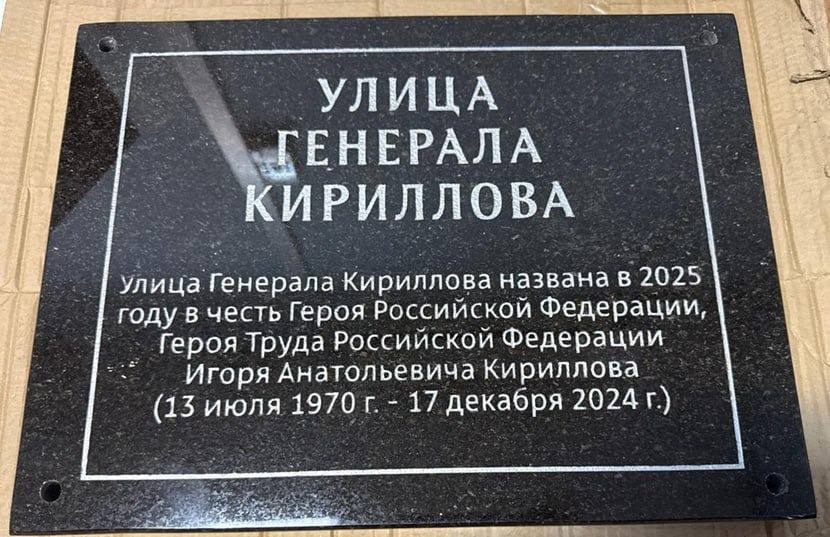 УЛИЦА
ГЕНЕРАЛА
КИРИЛЛОВА
Улица Генерала Кириллова названа в 2025
году в честь Героя Российской Федерации,
Героя Труда Российской Федерации
Игоря Анатольевича Кириллова
(13 июля 1970 г. - 17 декабря 2024 г.)